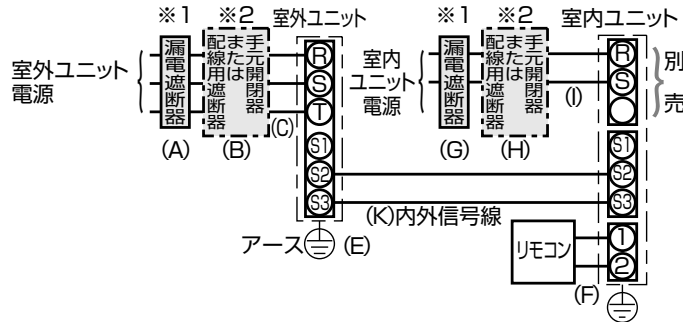 ※1
※2
室外ユニット
室外ユニット
電源
漏電遮断器
手元開閉器
または
配線用遮断器
R
S
T
S1
S2
S3
(A)
(B)
(C)
アース
(E)
※1
※2
室内ユニット
室内
ユニット
電源
漏電遮断器
手元開閉器
または
配線用遮断器
R
S
別売
S1
S2
S3
(G)
(H)
(I)
(K)内外信号線
リモコン
1
2
(F)